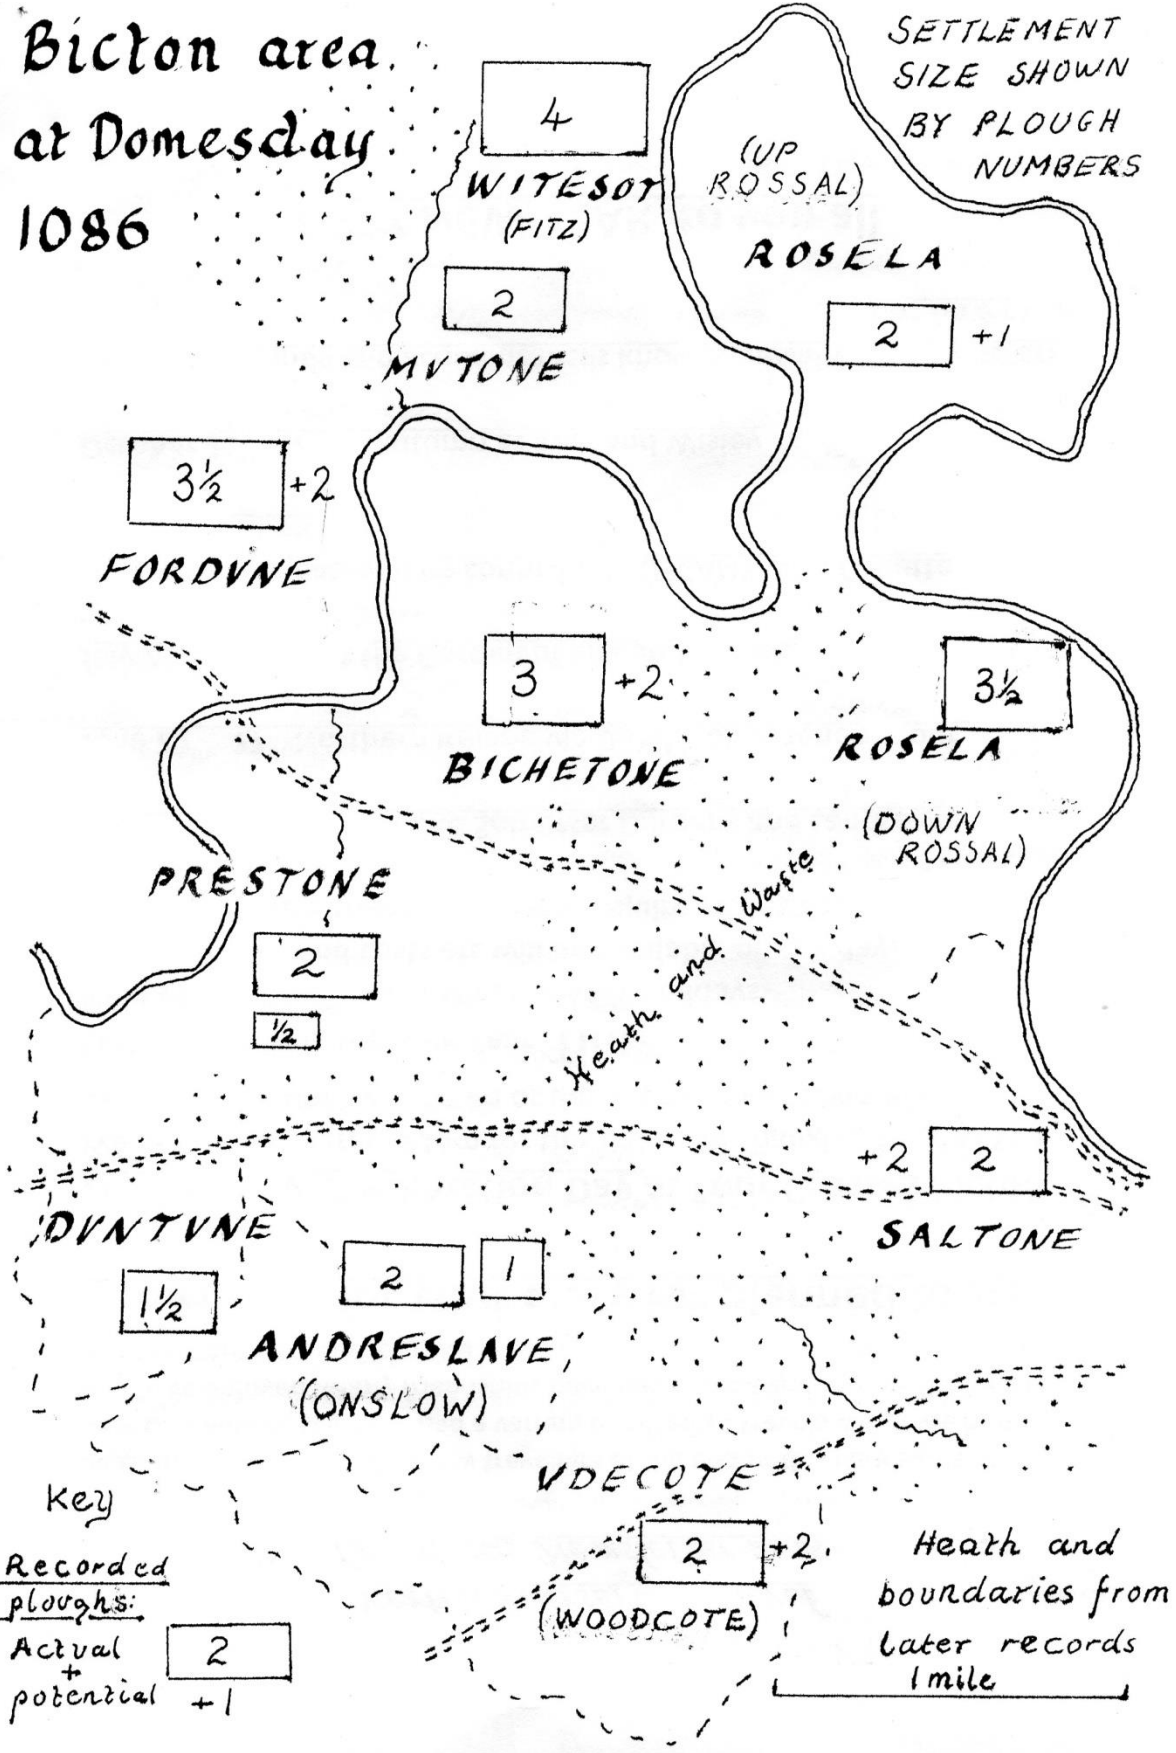 Bicton area
at Domesday
1086
SETTLEMENT
SIZE SHOWN
BY PLOUGH
NUMBERS
4
WITESOT
(FITZ)
(UP
ROSSAL)
ROSELA
2 +1
2
MVTONE
3½ +2
FORDVNE
3 +2
BICHETONE
3½
ROSELA
(DOWN
ROSSAL)
PRESTONE
2
½
Heath and Waste
+2 2
SALTONE
DVNTVNE
1½
2 1
ANDRESLAVE
(ONSLOW)
VDECOTE
2 +2
(WOODCOTE)
Key
Recorded
ploughs:
Actual
+
potential
2
+1
Heath and
boundaries from
later records
1 mile